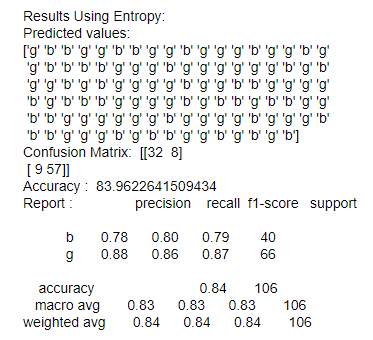 Results Using Entropy:
Predicted values:
['g' 'b' 'b' 'g' 'g' 'b' 'b' 'g' 'g' 'b' 'g' 'g' 'g' 'b' 'g' 'g' 'b' 'g'
'g' 'b' 'b' 'b' 'b' 'g' 'g' 'g' 'b' 'g' 'g' 'g' 'g' 'g' 'g' 'b' 'g' 'b'
'g' 'g' 'b' 'g' 'b' 'g' 'g' 'g' 'g' 'b' 'g' 'g' 'b' 'b' 'g' 'g' 'g' 'g'
'b' 'g' 'b' 'b' 'g' 'g' 'b' 'g' 'b' 'g' 'b' 'b' 'g' 'b' 'b' 'g' 'g' 'b'
'b' 'b' 'g' 'g' 'g' 'g' 'g' 'b' 'g' 'g' 'g' 'g' 'g' 'b' 'g' 'g' 'g' 'b'
'b' 'b' 'g' 'g' 'g' 'b' 'g' 'b' 'b' 'g' 'g' 'b' 'g' 'b' 'g' 'b']
Confusion Matrix:  [[32  8]
[ 9 57]]
Accuracy :  83.9622641509434
Report :  precision  recall  f1-score  support
b  0.78  0.80  0.79  40
g  0.88  0.86  0.87  66
accuracy  0.84  106
macro avg  0.83  0.83  0.83  106
weighted avg  0.84  0.84  0.84  106